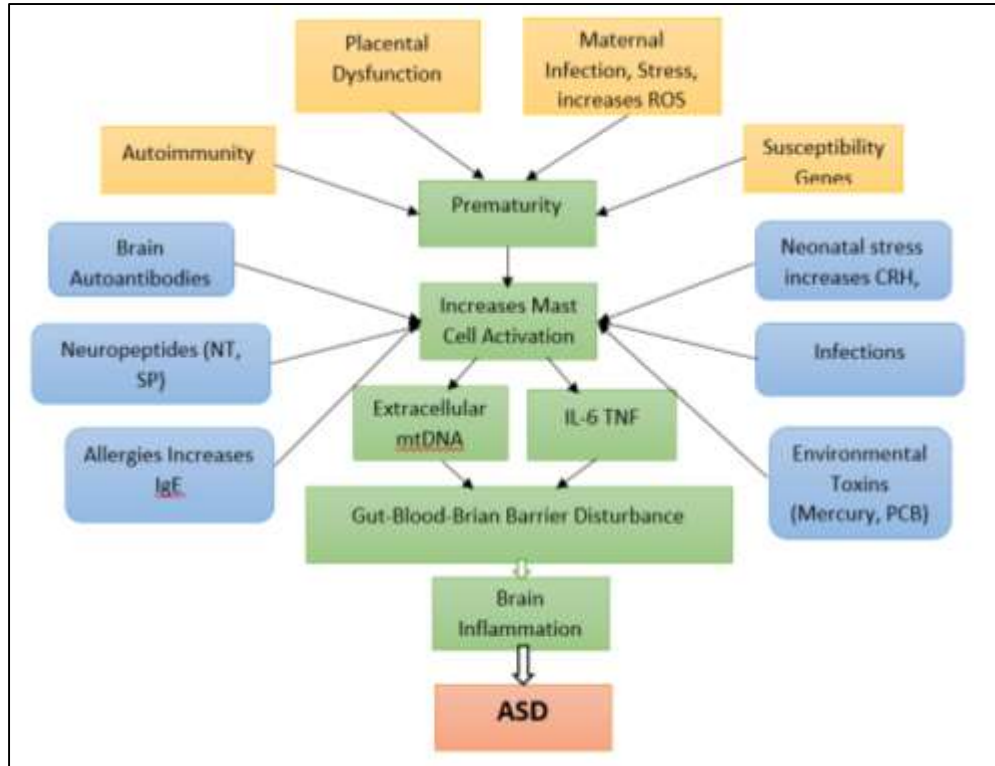 Placental
Dysfunction
Maternal
Infection, Stress,
increases ROS
Autoimmunity
Susceptibility
Genes
Prematurity
Brain
Autoantibodies
Neonatal stress
increases CRH,
Increases Mast
Cell Activation
Neuropeptides (NT,
SP)
Infections
Extracellular
mtDNA
IL-6 TNF
Allergies Increases
IgE
Environmental
Toxins
(Mercury, PCB)
Gut-Blood-Brian Barrier Disturbance
Brain
Inflammation
ASD